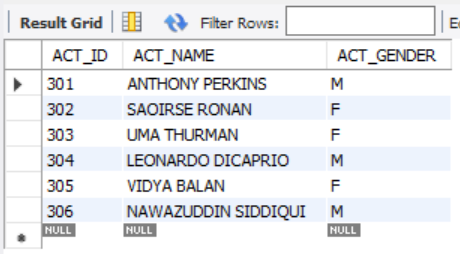 Result Grid Filter Rows:
ACT_ID ACT_NAME ACT_GENDER
301 ANTHONY PERKINS M
302 SAOIRSE RONAN F
303 UMA THURMAN F
304 LEONARDO DICAPRIO M
305 VIDYA BALAN F
306 NAWAZUDDIN SIDDIQUI M
NULL NULL NULL